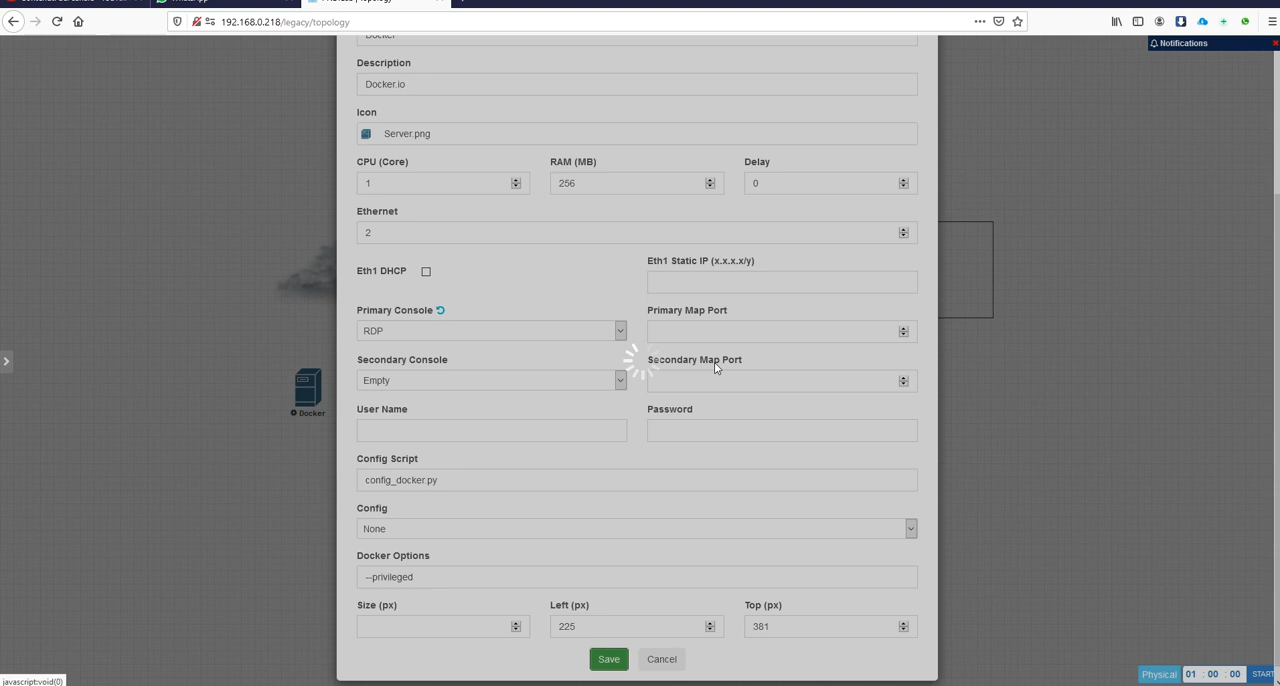 192.168.0.218/legacy/topology
Notifications
Docker
Description
Docker.io
Icon
Server.png
CPU (Core)
RAM (MB)
Delay
1
256
0
Ethernet
2
Eth1 DHCP
Eth1 Static IP (x.x.x.x/y)
Primary Console
Primary Map Port
RDP
Secondary Console
Secondary Map Port
Empty
Docker
User Name
Password
Config Script
config_docker.py
Config
None
Docker Options
--privileged
Size (px)
Left (px)
Top (px)
225
381
Save
Cancel
Physical
01 : 00 : 00
START
javascript:void(0)